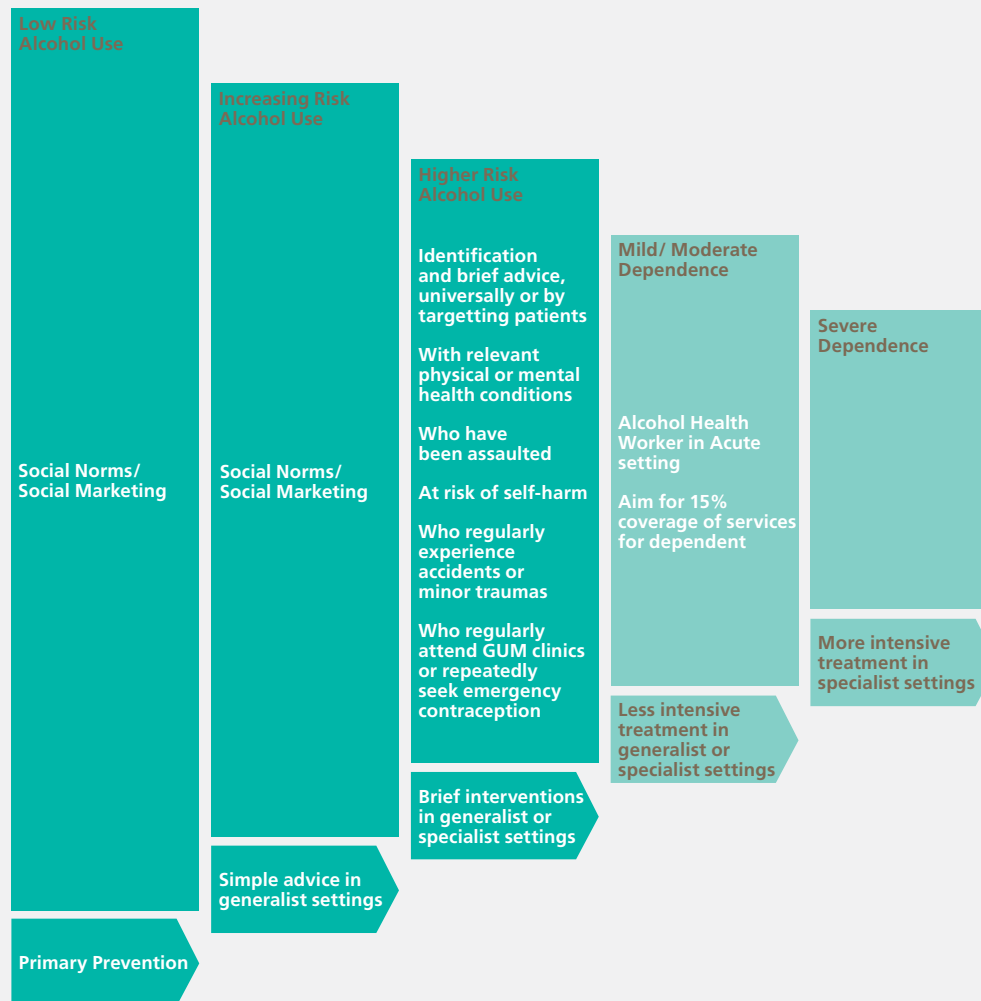 Low Risk
Alcohol Use
Social Norms/
Social Marketing
Primary Prevention
Increasing Risk
Alcohol Use
Social Norms/
Social Marketing
Simple advice in
generalist settings
Higher Risk
Alcohol Use
Identification
and brief advice,
universally or by
targetting patients
With relevant
physical or mental
health conditions
Who have
been assaulted
At risk of self-harm
Who regularly
experience
accidents or
minor traumas
Who regularly
attend GUM clinics
or repeatedly
seek emergency
contraception
Brief interventions
in generalist or
specialist settings
Mild/ Moderate
Dependence
Alcohol Health
Worker in Acute
setting
Aim for 15%
coverage of services
for dependent
Less intensive
treatment in
generalist or
specialist settings
Severe
Dependence
More intensive
treatment in
specialist settings